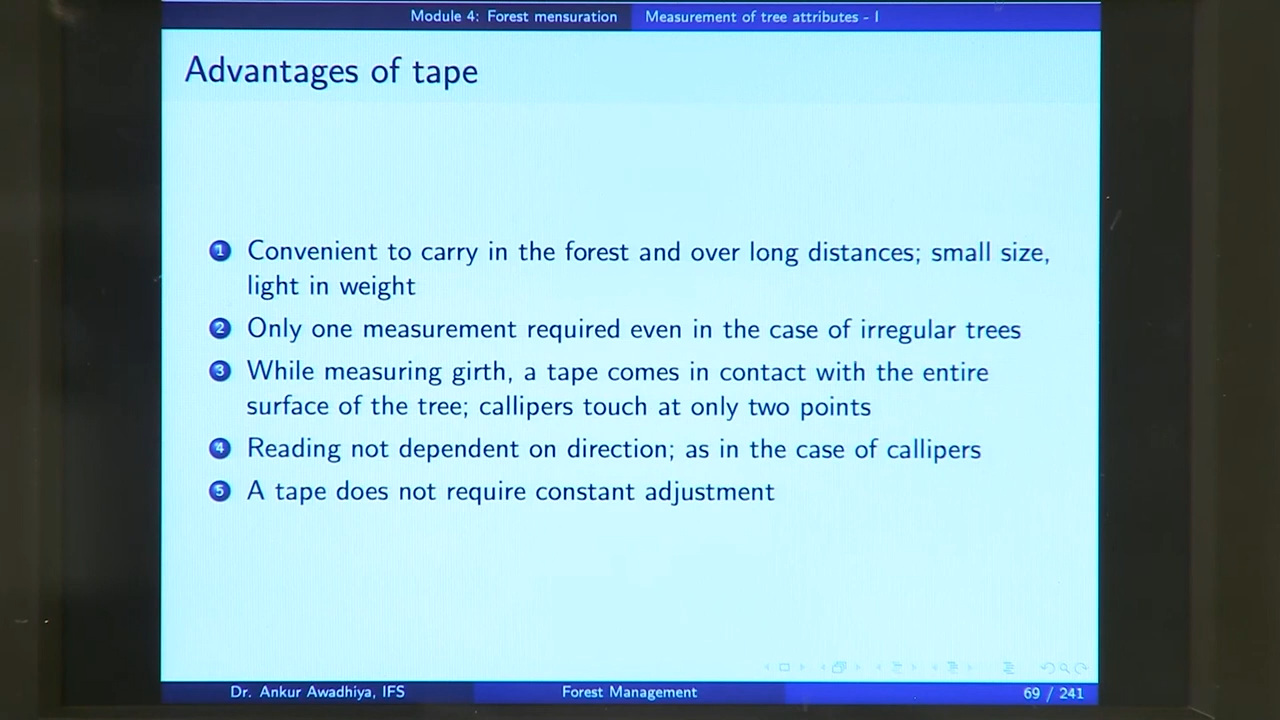 Module 4: Forest mensuration Measurement of tree attributes - I
Advantages of tape
1 Convenient to carry in the forest and over long distances; small size,
light in weight
2 Only one measurement required even in the case of irregular trees
3 While measuring girth, a tape comes in contact with the entire
surface of the tree; callipers touch at only two points
4 Reading not dependent on direction; as in the case of callipers
5 A tape does not require constant adjustment
Dr. Ankur Awadhiya, IFS Forest Management 69 / 241